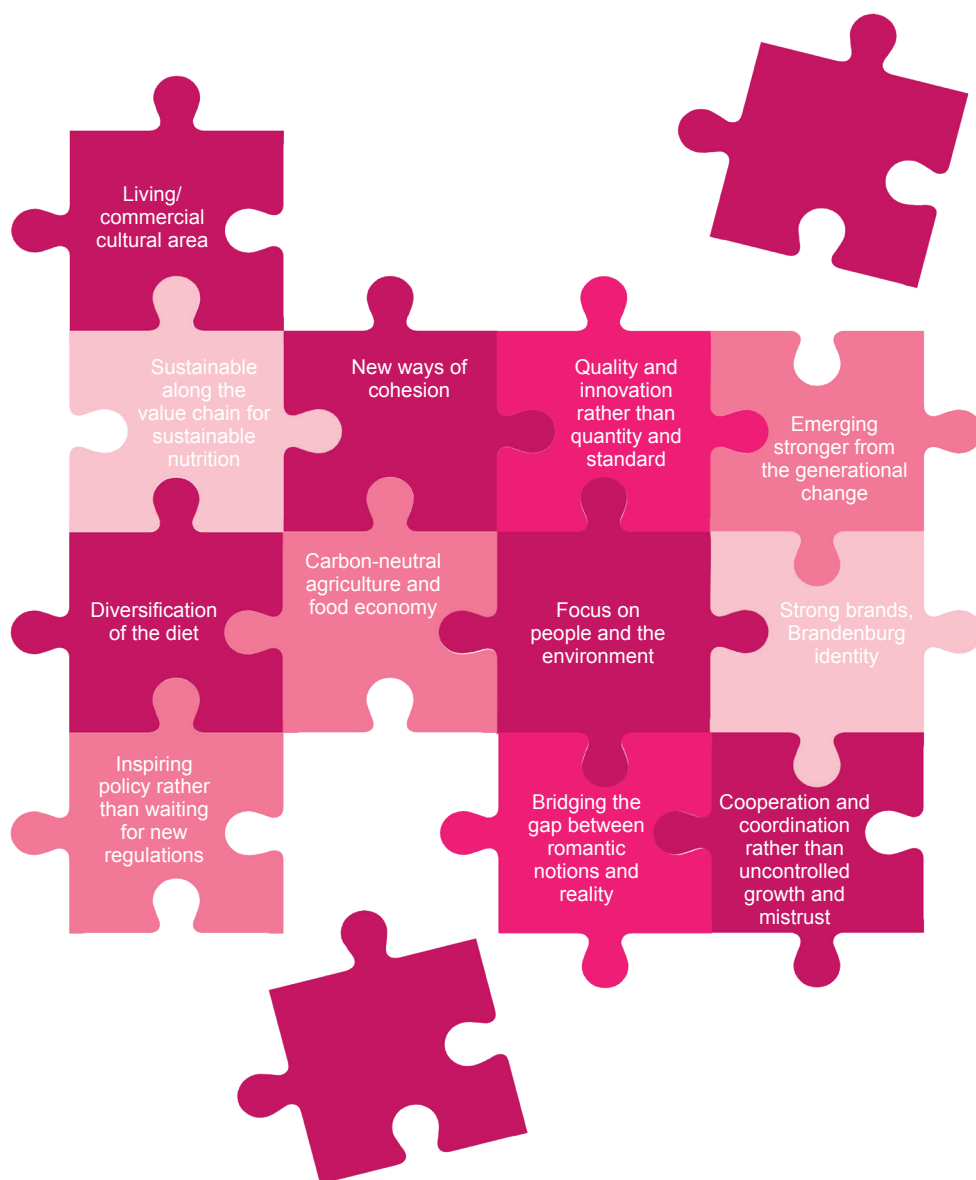 Living/
commercial
cultural area
Sustainable
along the
value chain for
sustainable
nutrition
New ways of
cohesion
Quality and
innovation
rather than
quantity and
standard
Emerging
stronger from
the generational
change
Diversification
of the diet
Carbon-neutral
agriculture and
food economy
Focus on
people and the
environment
Strong brands,
Brandenburg
identity
Inspiring
policy rather
than waiting
for new
regulations
Bridging the
gap between
romantic
notions and
reality
Cooperation and
coordination
rather than
uncontrolled
growth and
mistrust